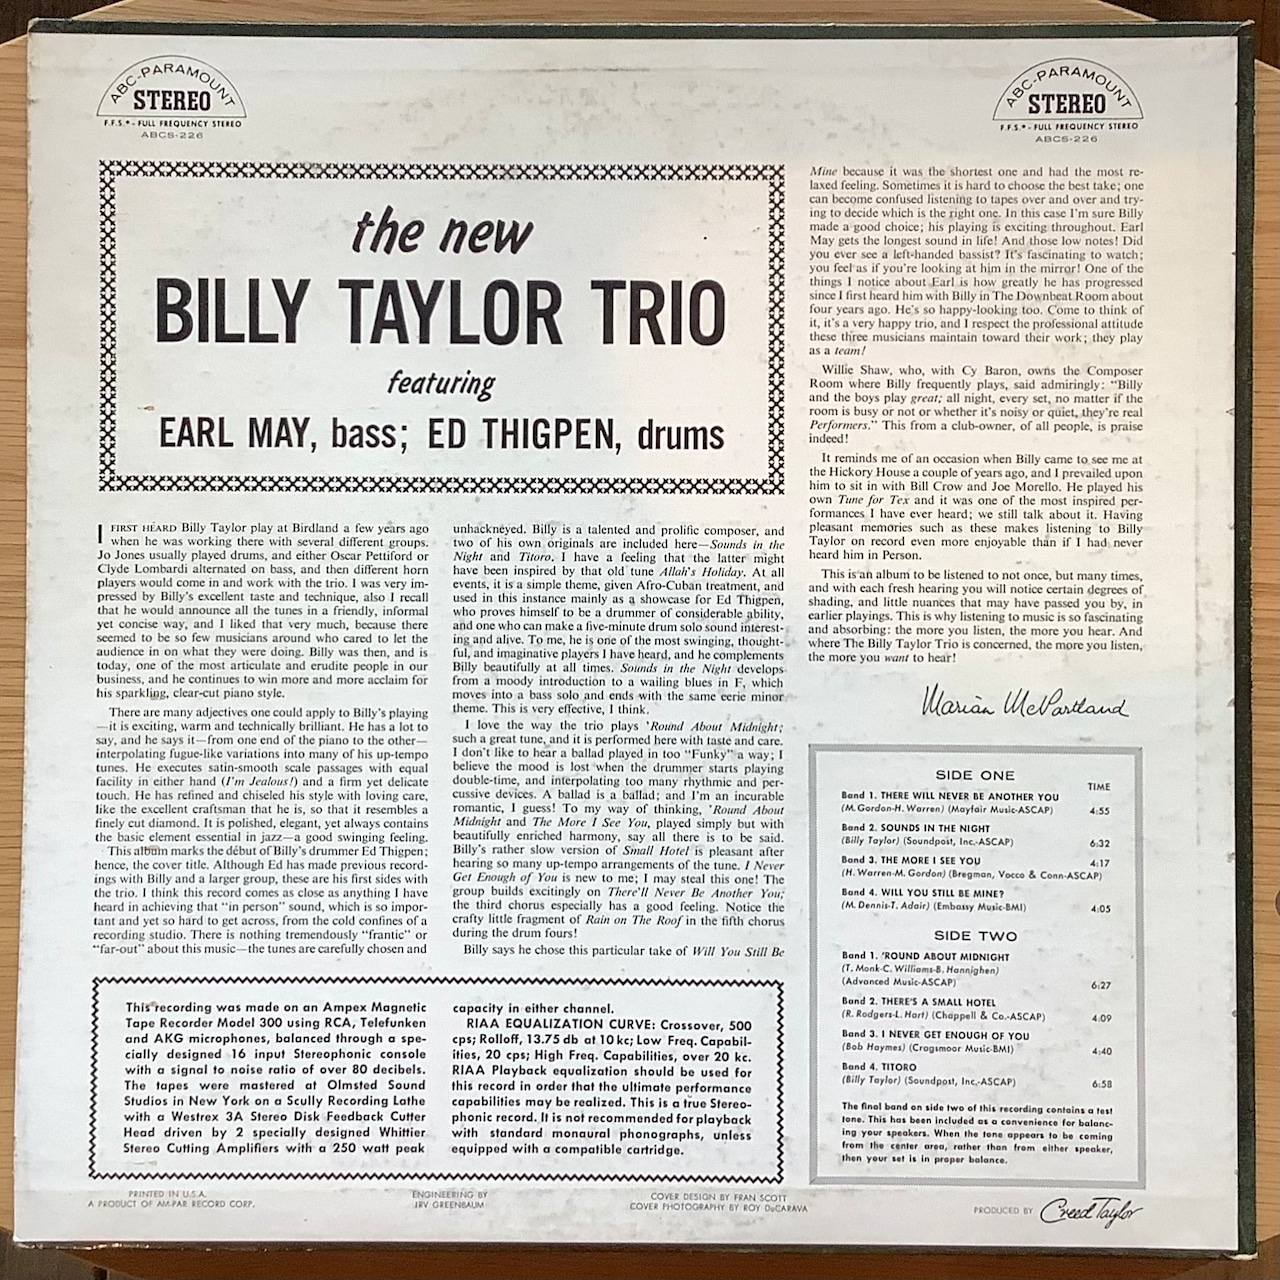 ABC-PARAMOUNT
STEREO
F.F.S.* - FULL FREQUENCY STEREO
ABCS-226
ABC-PARAMOUNT
STEREO
F.F.S.* - FULL FREQUENCY STEREO
ABCS-226
the new
BILLY TAYLOR TRIO
featuring
EARL MAY, bass; ED THIGPEN, drums
I FIRST HEARD Billy Taylor play at Birdland a few years ago
when he was working there with several different groups.
Jo Jones usually played drums, and either Oscar Pettiford or
Clyde Lombardi alternated on bass, and then different horn
players would come in and work with the trio. I was very im-
pressed by Billy's excellent taste and technique, also I recall
that he would announce all the tunes in a friendly, informal
yet concise way, and I liked that very much, because there
seemed to be so few musicians around who cared to let the
audience in on what they were doing. Billy was then, and is
today, one of the most articulate and erudite people in our
business, and he continues to win more and more acclaim for
his sparkling, clear-cut piano style.
There are many adjectives one could apply to Billy's playing
—it is exciting, warm and technically brilliant. He has a lot to
say, and he says it—from one end of the piano to the other—
interpolating fugue-like variations into many of his up-tempo
tunes. He executes satin-smooth scale passages with equal
facility in either hand (I'm Jealous!) and a firm yet delicate
touch. He has refined and chiseled his style with loving care,
like the excellent craftsman that he is, so that it resembles a
finely cut diamond. It is polished, elegant, yet always contains
the basic element essential in jazz—a good swinging feeling.
This album marks the début of Billy's drummer Ed Thigpen;
hence, the cover title. Although Ed has made previous record-
ings with Billy and a larger group, these are his first sides with
the trio. I think this record comes as close as anything I have
heard in achieving that "in person" sound, which is so impor-
tant and yet so hard to get across, from the cold confines of a
recording studio. There is nothing tremendously "frantic" or
"far-out" about this music—the tunes are carefully chosen and
unhackneyed. Billy is a talented and prolific composer, and
two of his own originals are included here—Sounds in the
Night and Titoro. I have a feeling that the latter might
have been inspired by that old tune Allah's Holiday. At all
events, it is a simple theme, given Afro-Cuban treatment, and
used in this instance mainly as a showcase for Ed Thigpen,
who proves himself to be a drummer of considerable ability,
and one who can make a five-minute drum solo sound interest-
ing and alive. To me, he is one of the most swinging, thought-
ful, and imaginative players I have heard, and he complements
Billy beautifully at all times. Sounds in the Night develops
from a moody introduction to a wailing blues in F, which
moves into a bass solo and ends with the same eerie minor
theme. This is very effective, I think.
I love the way the trio plays 'Round About Midnight;
such a great tune, and it is performed here with taste and care.
I don't like to hear a ballad played in too "Funky" a way; I
believe the mood is lost when the drummer starts playing
double-time, and interpolating too many rhythmic and per-
cussive devices. A ballad is a ballad; and I'm an incurable
romantic, I guess! To my way of thinking, 'Round About
Midnight and The More I See You, played simply but with
beautifully enriched harmony, say all there is to be said.
Billy's rather slow version of Small Hotel is pleasant after
hearing so many up-tempo arrangements of the tune. I Never
Get Enough of You is new to me; I may steal this one! The
group builds excitingly on There'll Never Be Another You;
the third chorus especially has a good feeling. Notice the
crafty little fragment of Rain on The Roof in the fifth chorus
during the drum fours!
Billy says he chose this particular take of Will You Still Be
Mine because it was the shortest one and had the most re-
laxed feeling. Sometimes it is hard to choose the best take; one
can become confused listening to tapes over and over and try-
ing to decide which is the right one. In this case I'm sure Billy
made a good choice; his playing is exciting throughout. Earl
May gets the longest sound in life! And those low notes! Did
you ever see a left-handed bassist? It's fascinating to watch;
you feel as if you're looking at him in the mirror! One of the
things I notice about Earl is how greatly he has progressed
since I first heard him with Billy in The Downbeat Room about
four years ago. He's so happy-looking too. Come to think of
it, it's a very happy trio, and I respect the professional attitude
these three musicians maintain toward their work; they play
as a team!
Willie Shaw, who, with Cy Baron, owns the Composer
Room where Billy frequently plays, said admiringly: "Billy
and the boys play great; all night, every set, no matter if the
room is busy or not or whether it's noisy or quiet, they're real
Performers." This from a club-owner, of all people, is praise
indeed!
It reminds me of an occasion when Billy came to see me at
the Hickory House a couple of years ago, and I prevailed upon
him to sit in with Bill Crow and Joe Morello. He played his
own Tune for Tex and it was one of the most inspired per-
formances I have ever heard; we still talk about it. Having
pleasant memories such as these makes listening to Billy
Taylor on record even more enjoyable than if I had never
heard him in Person.
This is an album to be listened to not once, but many times,
and with each fresh hearing you will notice certain degrees of
shading, and little nuances that may have passed you by, in
earlier playings. This is why listening to music is so fascinating
and absorbing: the more you listen, the more you hear. And
where The Billy Taylor Trio is concerned, the more you listen,
the more you want to hear!
Marian McPartland
SIDE ONE
TIME
Band 1. THERE WILL NEVER BE ANOTHER YOU
(M. Gordon-H. Warren) (Mayfair Music-ASCAP) 4:55
Band 2. SOUNDS IN THE NIGHT
(Billy Taylor) (Soundpost, Inc.-ASCAP) 6:32
Band 3. THE MORE I SEE YOU 4:17
(H. Warren-M. Gordon) (Bregman, Vocco & Conn-ASCAP)
Band 4. WILL YOU STILL BE MINE?
(M. Dennis-T. Adair) (Embassy Music-BMI) 4:05
SIDE TWO
Band 1. 'ROUND ABOUT MIDNIGHT
(T. Monk-C. Williams-B. Hannighen)
(Advanced Music-ASCAP) 6:27
Band 2. THERE'S A SMALL HOTEL
(R. Rodgers-L. Hart) (Chappell & Co.-ASCAP) 4:09
Band 3. I NEVER GET ENOUGH OF YOU
(Bob Haymes) (Cragsmoor Music-BMI) 4:40
Band 4. TITORO
(Billy Taylor) (Soundpost, Inc.-ASCAP) 6:58
The final band on side two of this recording contains a test
tone. This has been included as a convenience for balanc-
ing your speakers. When the tone appears to be coming
from the center area, rather than from either speaker,
then your set is in proper balance.
This recording was made on an Ampex Magnetic
Tape Recorder Model 300 using RCA, Telefunken
and AKG microphones, balanced through a spe-
cially designed 16 input Stereophonic console
with a signal to noise ratio of over 80 decibels.
The tapes were mastered at Olmsted Sound
Studios in New York on a Scully Recording Lathe
with a Westrex 3A Stereo Disk Feedback Cutter
Head driven by 2 specially designed Whittier
Stereo Cutting Amplifiers with a 250 watt peak
capacity in either channel.
RIAA EQUALIZATION CURVE: Crossover, 500
cps; Rolloff, 13.75 db at 10 kc; Low Freq. Capabil-
ities, 20 cps; High Freq. Capabilities, over 20 kc.
RIAA Playback equalization should be used for
this record in order that the ultimate performance
capabilities may be realized. This is a true Stereo-
phonic record. It is not recommended for playback
with standard monaural phonographs, unless
equipped with a compatible cartridge.
PRINTED IN U.S.A.
A PRODUCT OF AM-PAR RECORD CORP.
ENGINEERING BY
IRV GREENBAUM
COVER DESIGN BY FRAN SCOTT
COVER PHOTOGRAPHY BY ROY DeCARAVA
PRODUCED BY Creed Taylor